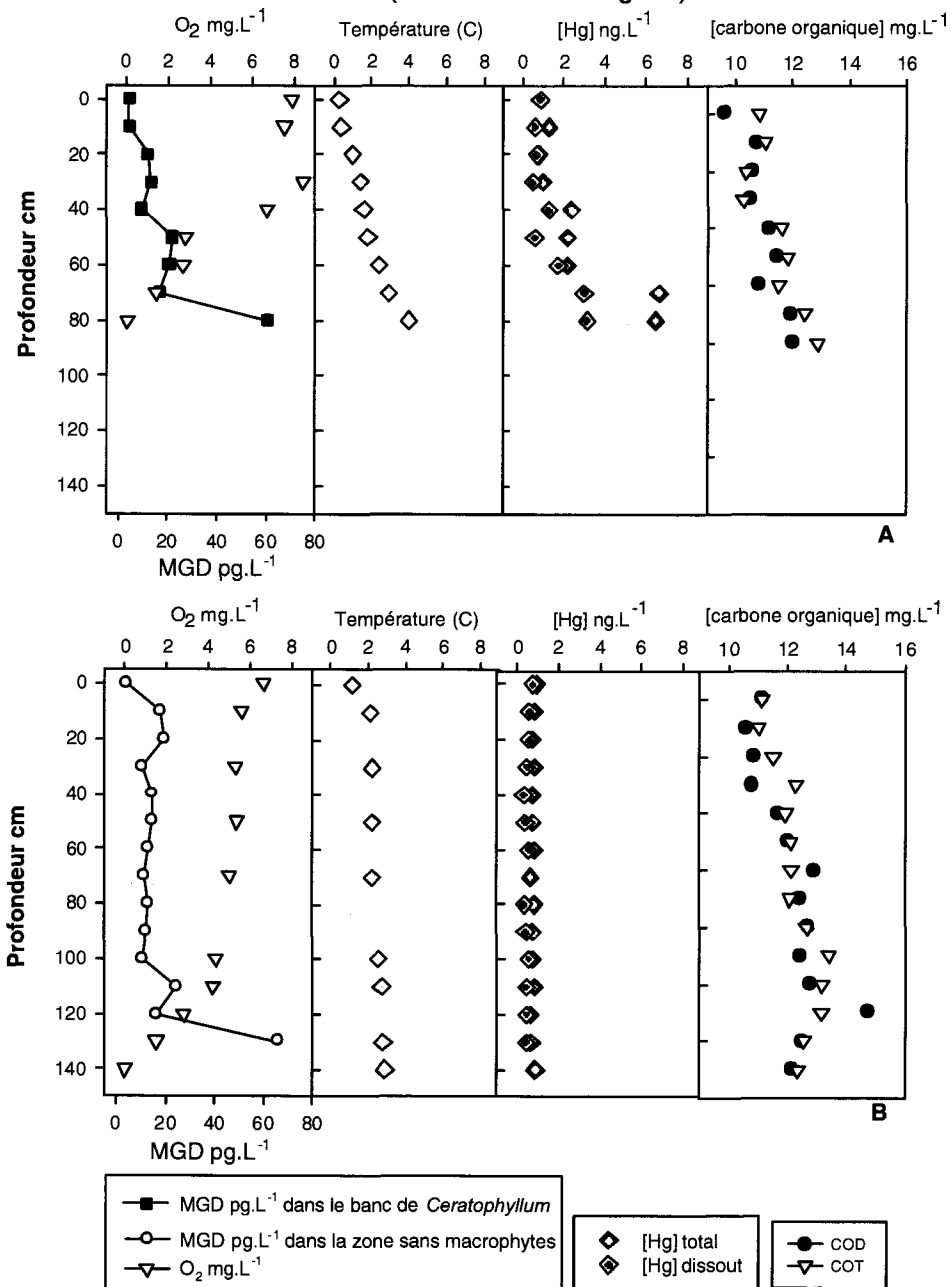 O2 mg.L-1 Température (C) [Hg] ng.L-1 [carbone organique] mg.L-1
0 2 4 6 8 0 2 4 6 8 0 2 4 6 8 10 12 14 16
Profondeur cm
0
20
40
60
80
100
120
140
0 20 40 60 80
MGD pg.L-1
A
O2 mg.L-1 Température (C) [Hg] ng.L-1 [carbone organique] mg.L-1
0 2 4 6 8 0 2 4 6 8 0 2 4 6 8 10 12 14 16
Profondeur cm
0
20
40
60
80
100
120
140
0 20 40 60 80
MGD pg.L-1
B
MGD pg.L-1 dans le banc de Ceratophyllum
MGD pg.L-1 dans la zone sans macrophytes
O2 mg.L-1
[Hg] total
[Hg] dissout
COD
COT